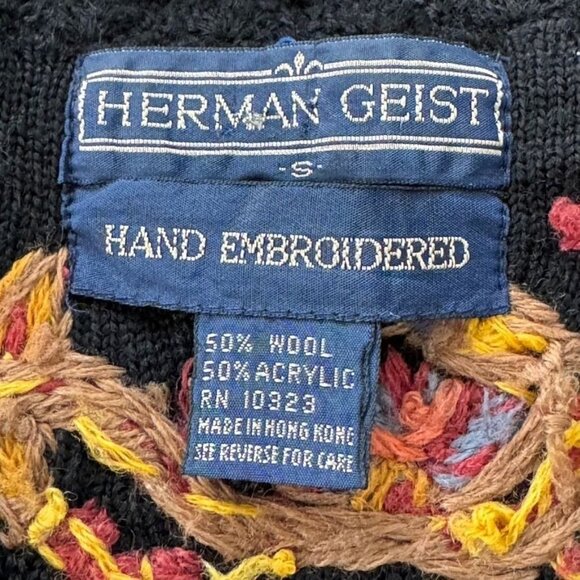 HERMAN GEIST
-S-
HAND EMBROIDERED
50% WOOL
50% ACRYLIC
RN 10323
MADE IN HONG KONG
SEE REVERSE FOR CARE